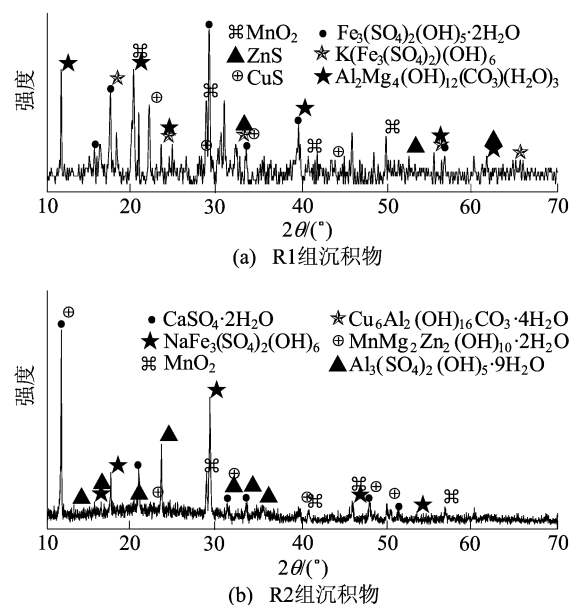 ⌘MnO₂ ● Fe₃(SO₄)₂(OH)₅·2H₂O
▲ZnS ☆K(Fe₃(SO₄)₂)(OH)₆
⊕CuS ★Al₂Mg₄(OH)₁₂(CO₃)(H₂O)₃
强度
10 20 30 40 50 60 70
2θ/(°)
(a) R1组沉积物
● CaSO₄·2H₂O ☆Cu₆Al₂(OH)₁₆CO₃·4H₂O
★NaFe₃(SO₄)₂(OH)₆ ⊕MnMg₂Zn₂(OH)₁₀·2H₂O
⌘MnO₂ ▲Al₃(SO₄)₂(OH)₅·9H₂O
强度
10 20 30 40 50 60 70
2θ/(°)
(b) R2组沉积物